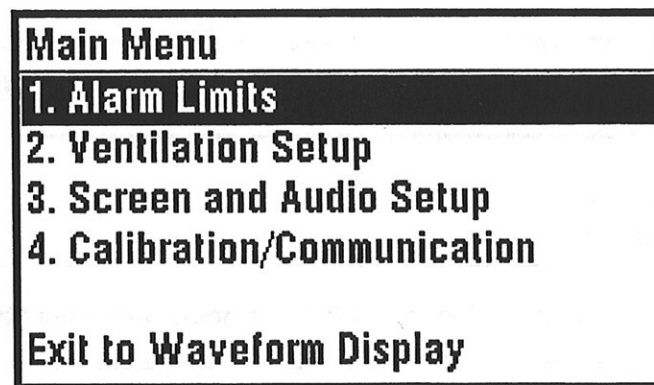 Main Menu
1. Alarm Limits
2. Ventilation Setup
3. Screen and Audio Setup
4. Calibration/Communication
Exit to Waveform Display